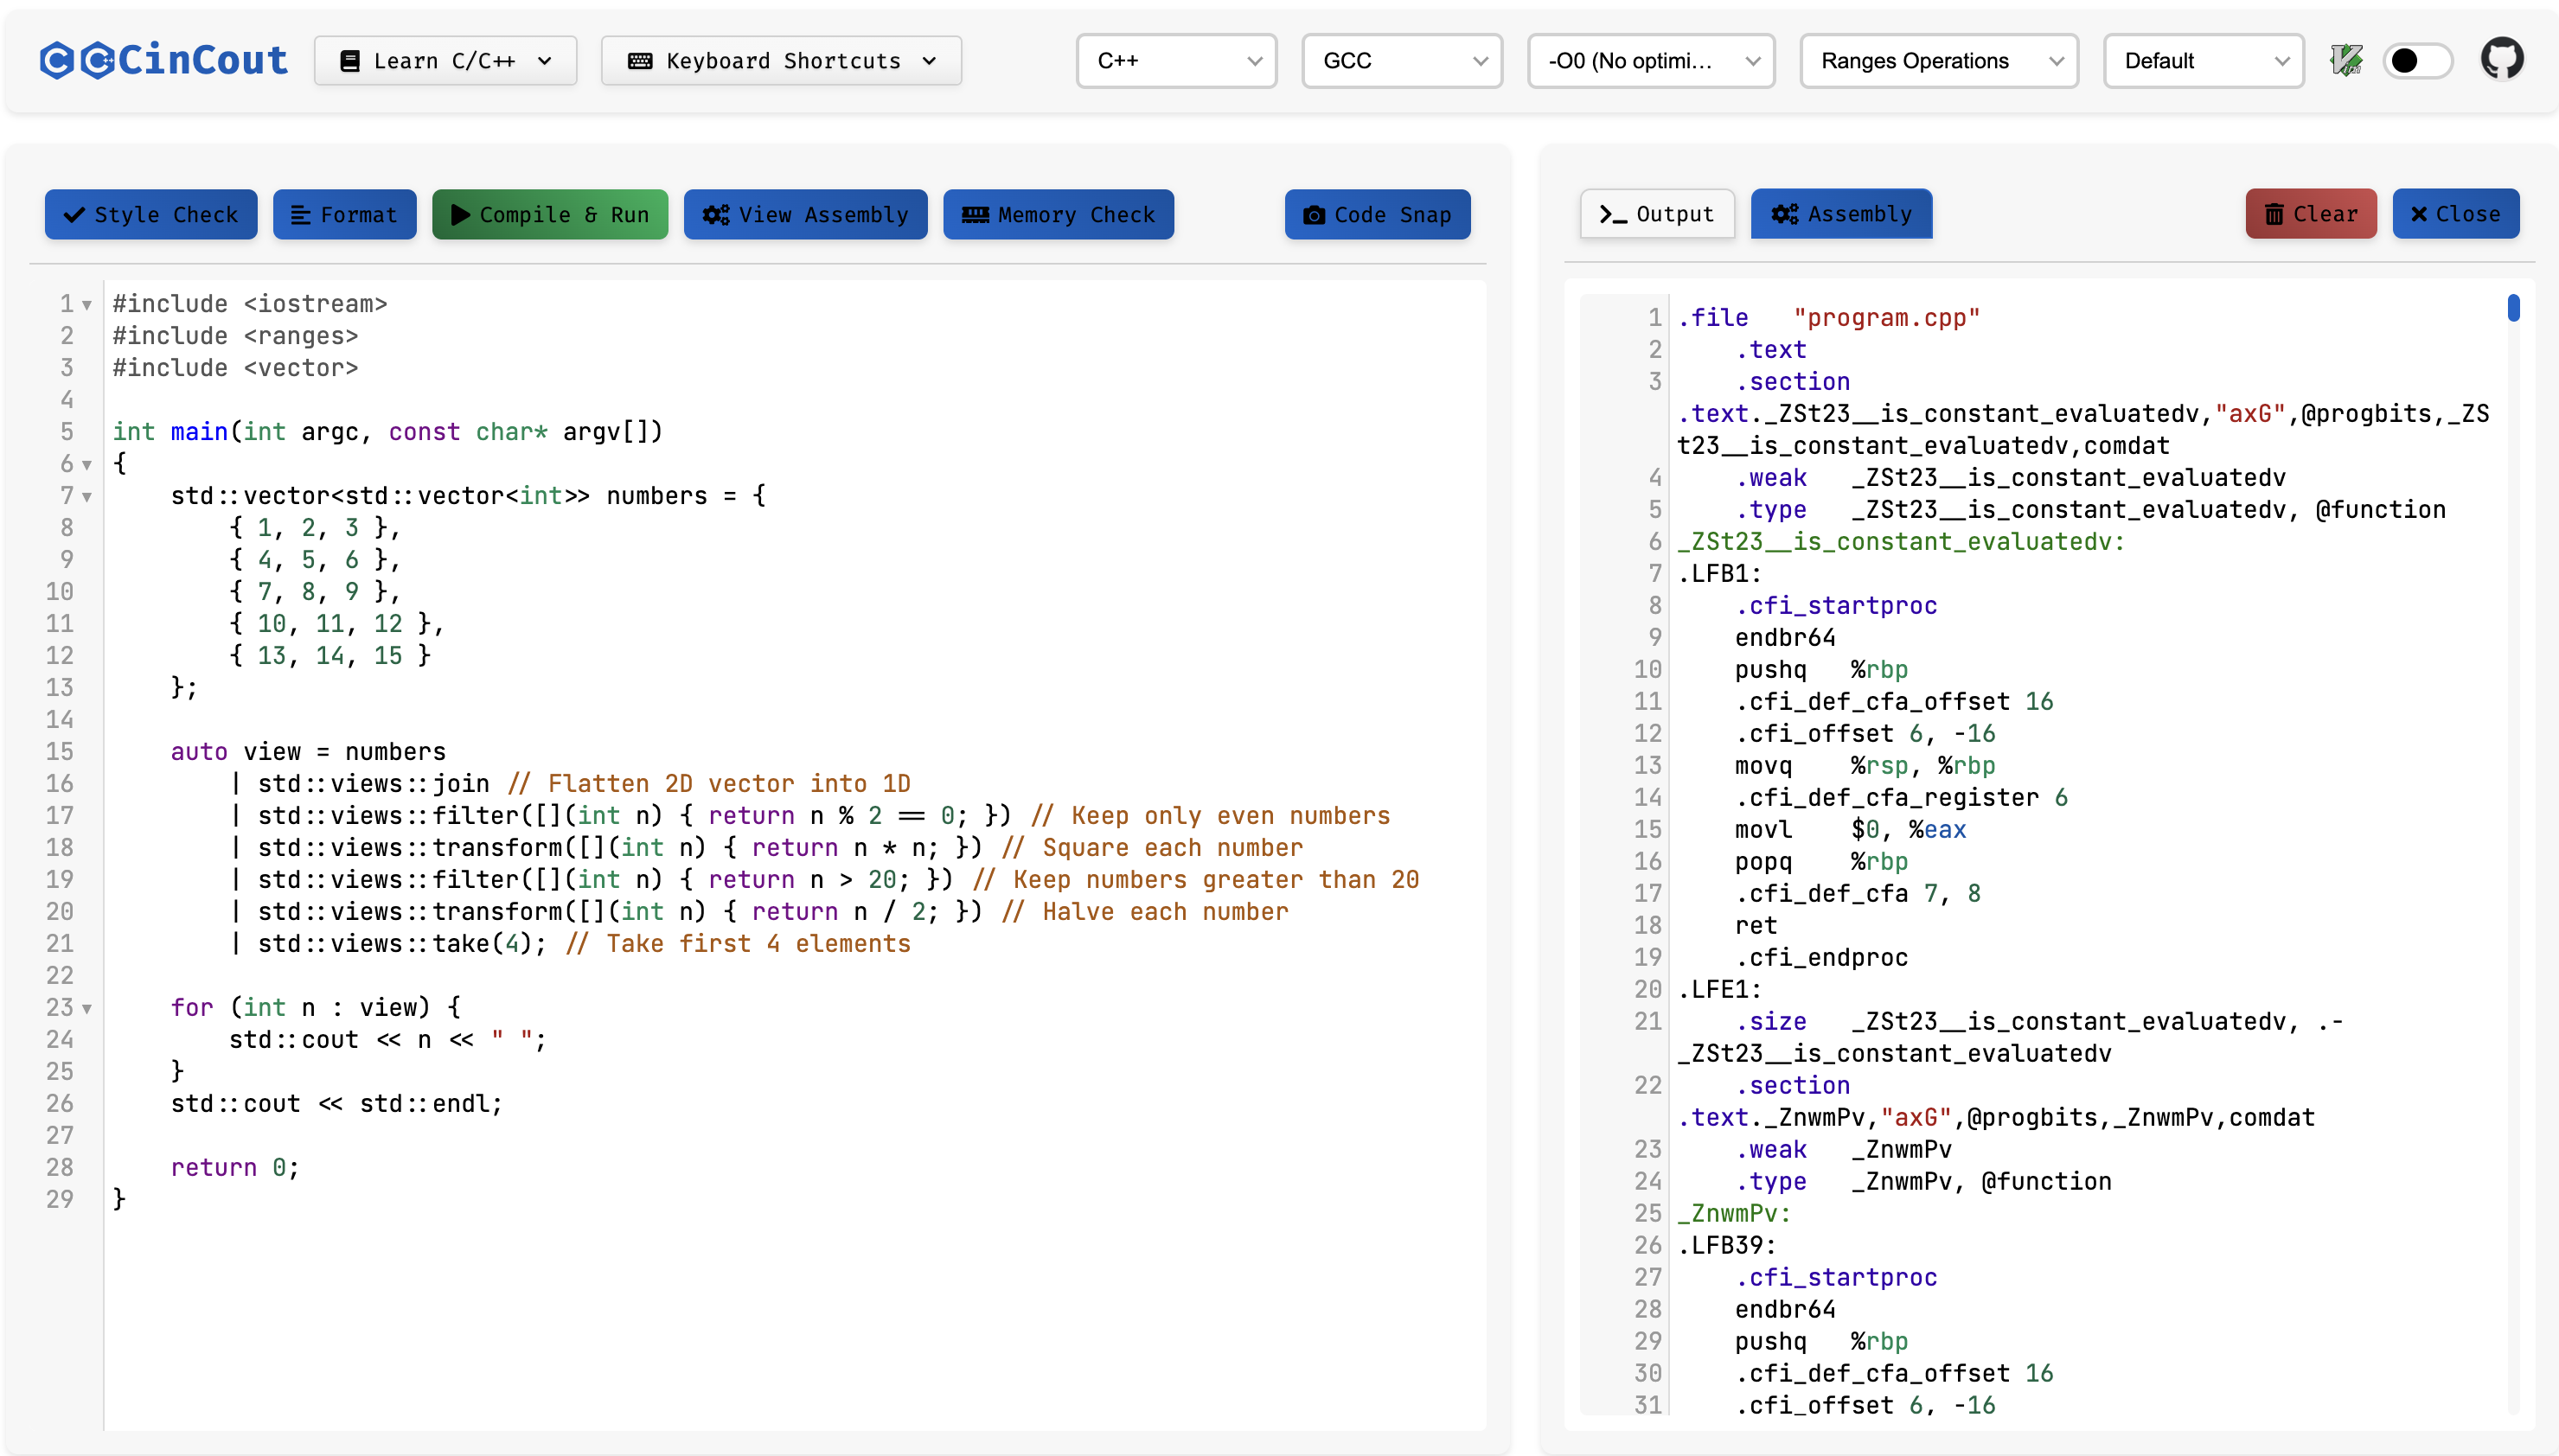 CinCout
Learn C/C++
Keyboard Shortcuts
C++
GCC
-O0 (No optimi...
Ranges Operations
Default
Style Check
Format
Compile & Run
View Assembly
Memory Check
Code Snap
1 #include <iostream>
2 #include <ranges>
3 #include <vector>
4
5 int main(int argc, const char* argv[])
6 {
7     std::vector<std::vector<int>> numbers = {
8         { 1, 2, 3 },
9         { 4, 5, 6 },
10         { 7, 8, 9 },
11         { 10, 11, 12 },
12         { 13, 14, 15 }
13     };
14
15     auto view = numbers
16         | std::views::join // Flatten 2D vector into 1D
17         | std::views::filter([](int n) { return n % 2 == 0; }) // Keep only even numbers
18         | std::views::transform([](int n) { return n * n; }) // Square each number
19         | std::views::filter([](int n) { return n > 20; }) // Keep numbers greater than 20
20         | std::views::transform([](int n) { return n / 2; }) // Halve each number
21         | std::views::take(4); // Take first 4 elements
22
23     for (int n : view) {
24         std::cout << n << " ";
25     }
26     std::cout << std::endl;
27
28     return 0;
29 }
Output
Assembly
Clear
Close
1 .file   "program.cpp"
2     .text
3     .section
.text._ZSt23__is_constant_evaluatedv,"axG",@progbits,_ZS
t23__is_constant_evaluatedv,comdat
4     .weak   _ZSt23__is_constant_evaluatedv
5     .type   _ZSt23__is_constant_evaluatedv, @function
6 _ZSt23__is_constant_evaluatedv:
7 .LFB1:
8     .cfi_startproc
9     endbr64
10     pushq   %rbp
11     .cfi_def_cfa_offset 16
12     .cfi_offset 6, -16
13     movq    %rsp, %rbp
14     .cfi_def_cfa_register 6
15     movl    $0, %eax
16     popq    %rbp
17     .cfi_def_cfa 7, 8
18     ret
19     .cfi_endproc
20 .LFE1:
21     .size   _ZSt23__is_constant_evaluatedv, .-
_ZSt23__is_constant_evaluatedv
22     .section
.text._ZnwmPv,"axG",@progbits,_ZnwmPv,comdat
23     .weak   _ZnwmPv
24     .type   _ZnwmPv, @function
25 _ZnwmPv:
26 .LFB39:
27     .cfi_startproc
28     endbr64
29     pushq   %rbp
30     .cfi_def_cfa_offset 16
31     .cfi_offset 6, -16